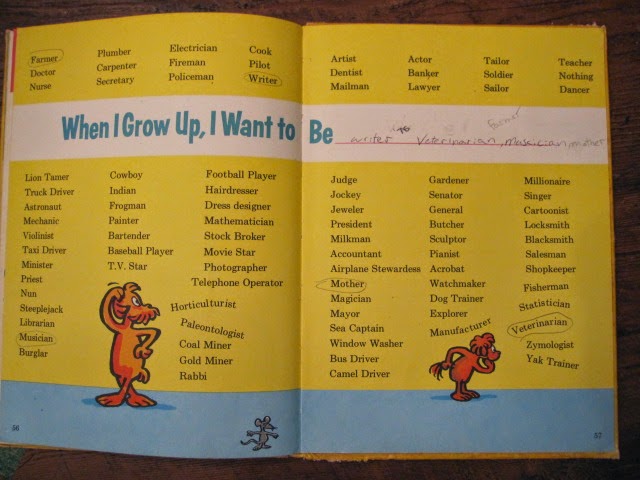 Farmer
Doctor
Nurse
Plumber
Carpenter
Secretary
Electrician
Fireman
Policeman
Cook
Pilot
Writer
Artist
Dentist
Mailman
Actor
Banker
Lawyer
Tailor
Soldier
Sailor
Teacher
Nothing
Dancer
When I Grow Up, I Want to Be
farmer
writer Veterinarian, Musician, mother
Lion Tamer
Truck Driver
Astronaut
Mechanic
Violinist
Taxi Driver
Minister
Priest
Nun
Steeplejack
Librarian
Musician
Burglar
Cowboy
Indian
Frogman
Painter
Bartender
Baseball Player
T.V. Star
Football Player
Hairdresser
Dress designer
Mathematician
Stock Broker
Movie Star
Photographer
Telephone Operator
Horticulturist
Paleontologist
Coal Miner
Gold Miner
Rabbi
56
Judge
Jockey
Jeweler
President
Milkman
Accountant
Airplane Stewardess
Mother
Magician
Mayor
Sea Captain
Window Washer
Bus Driver
Camel Driver
Gardener
Senator
General
Butcher
Sculptor
Pianist
Acrobat
Watchmaker
Dog Trainer
Explorer
Manufacturer
Millionaire
Singer
Cartoonist
Locksmith
Blacksmith
Salesman
Shopkeeper
Fisherman
Statistician
Veterinarian
Zymologist
Yak Trainer
57